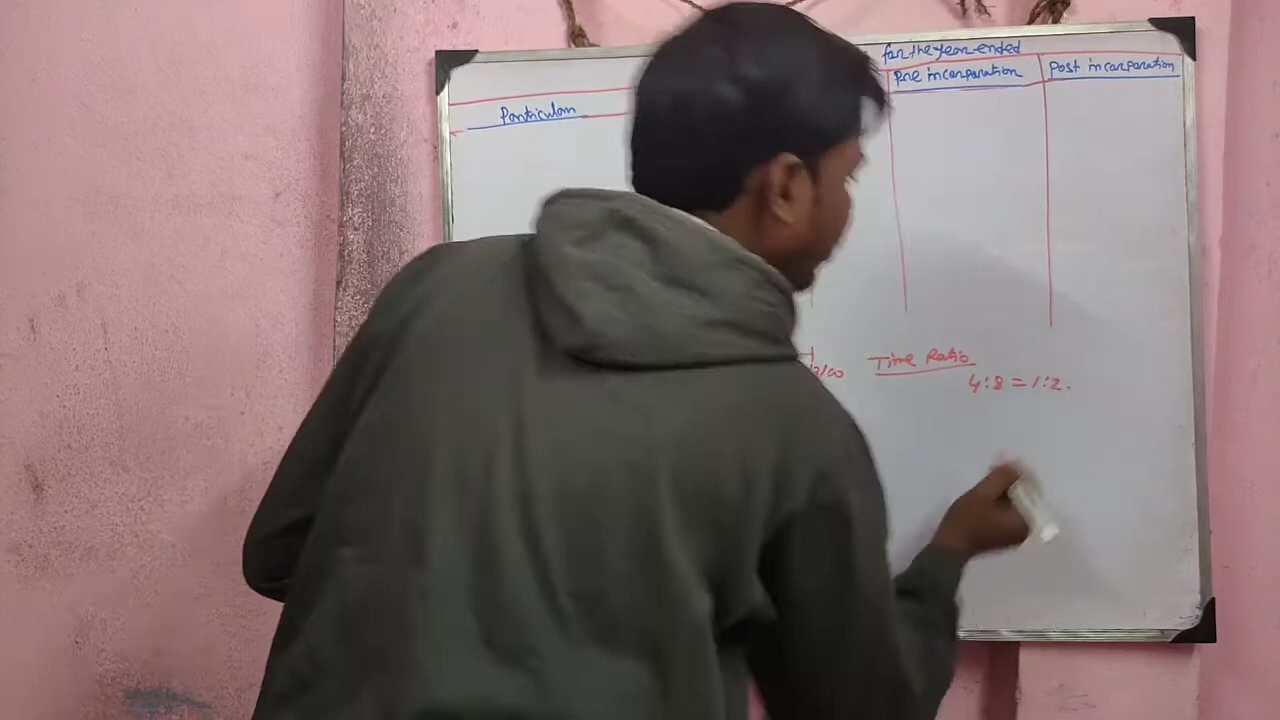 for the year ended
Particulars Pre incorporation Post incorporation
Time Ratio
4:8 = 1:2.